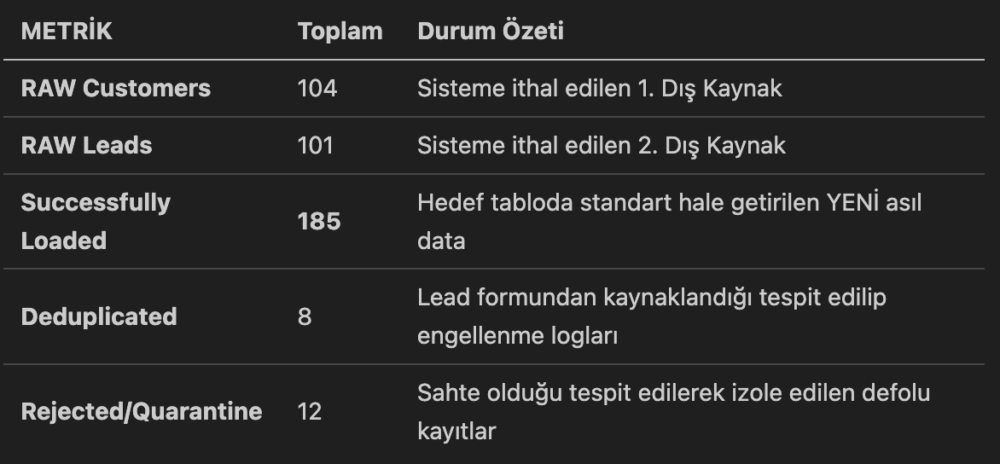 METRİK Toplam Durum Özeti
RAW Customers 104 Sisteme ithal edilen 1. Dış Kaynak
RAW Leads 101 Sisteme ithal edilen 2. Dış Kaynak
Successfully Loaded 185 Hedef tabloda standart hale getirilen YENİ asıl data
Deduplicated 8 Lead formundan kaynaklandığı tespit edilip engellenme logları
Rejected/Quarantine 12 Sahte olduğu tespit edilerek izole edilen defolu kayıtlar